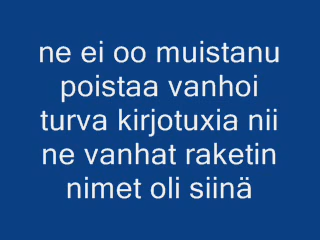 ne ei oo muistanu
poistaa vanhoi
turva kirjotuxia nii
ne vanhat raketin
nimet oli siinä